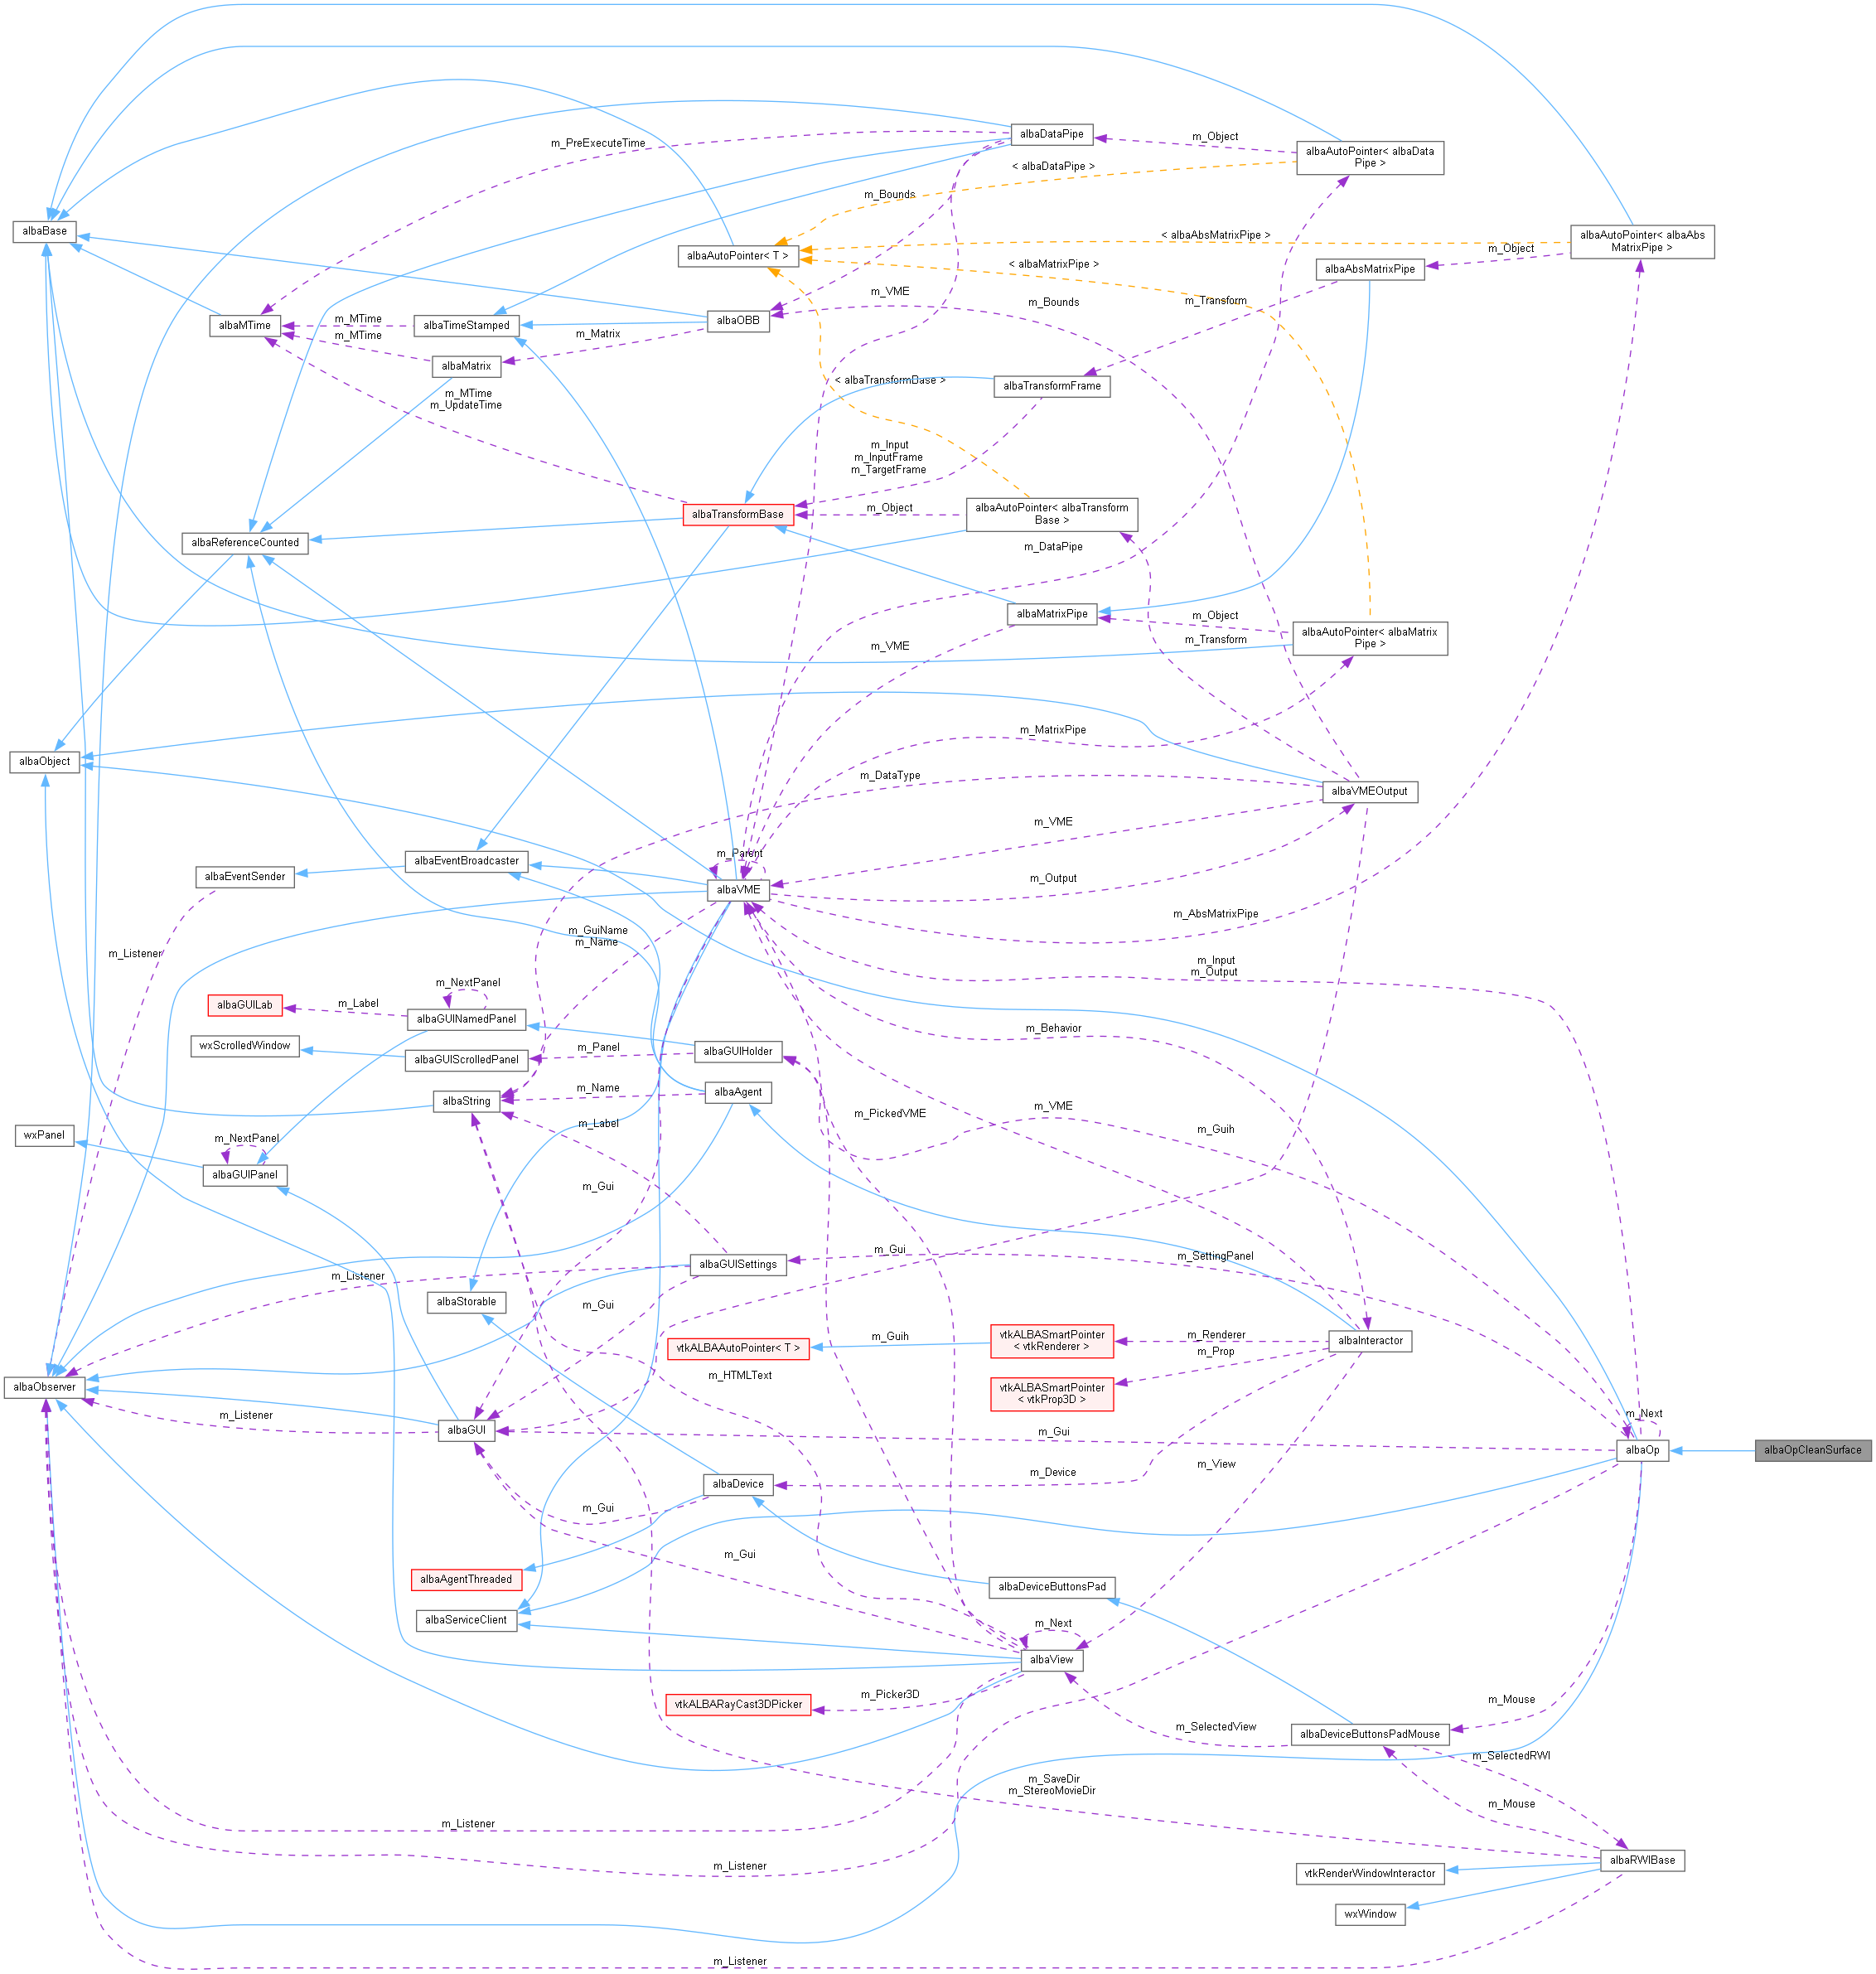 albaDataPipe
m_Object
m_PreExecuteTime
albaAutoPointer< albaData
Pipe >
< albaDataPipe >
m_Bounds
albaBase
albaAutoPointer< albaAbs
MatrixPipe >
< albaAbsMatrixPipe >
m_Object
albaAutoPointer< T >
< albaMatrixPipe >
albaAbsMatrixPipe
m_VME
m_Bounds
m_Transform
albaMTime
m_MTime
m_MTime
albaTimeStamped
albaOBB
m_Matrix
albaMatrix
< albaTransformBase >
albaTransformFrame
m_MTime
m_UpdateTime
m_Input
m_InputFrame
m_TargetFrame
albaTransformBase
m_Object
albaAutoPointer< albaTransform
Base >
albaReferenceCounted
m_DataPipe
albaMatrixPipe
m_Object
albaAutoPointer< albaMatrix
Pipe >
m_VME
m_Transform
m_MatrixPipe
albaObject
m_DataType
albaVMEOutput
m_VME
m_Parent
albaEventBroadcaster
albaEventSender
albaVME
m_Output
m_AbsMatrixPipe
m_GuiName
m_Name
m_Listener
m_Input
m_Output
m_NextPanel
albaGUILab
m_Label
albaGUINamedPanel
m_Behavior
wxScrolledWindow
albaGUIScrolledPanel
m_Panel
albaGUIHolder
m_Name
albaAgent
albaString
m_Label
m_PickedVME
m_VME
m_Guih
wxPanel
m_NextPanel
albaGUIPanel
m_Gui
m_Gui
m_SettingPanel
albaGUISettings
m_Listener
albaStorable
m_Gui
vtkALBAAutoPointer< T >
m_Guih
vtkALBASmartPointer
< vtkRenderer >
m_Renderer
m_Prop
albaInteractor
albaObserver
m_HTMLText
vtkALBASmartPointer
< vtkProp3D >
m_Listener
albaGUI
m_Gui
m_Next
albaOp
albaOpCleanSurface
m_Device
m_View
albaDevice
m_Gui
m_Gui
albaAgentThreaded
albaDeviceButtonsPad
albaServiceClient
m_Next
albaView
vtkALBARayCast3DPicker
m_Picker3D
m_Mouse
m_SelectedView
albaDeviceButtonsPadMouse
m_SelectedRWI
m_SaveDir
m_StereoMovieDir
m_Mouse
m_Listener
m_Listener
albaRWIBase
vtkRenderWindowInteractor
wxWindow
m_Listener